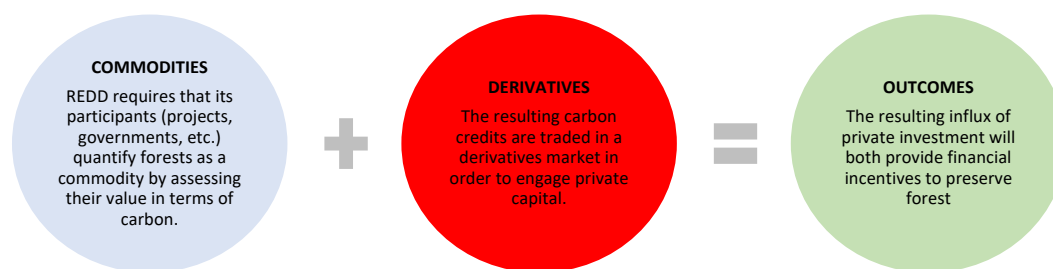 COMMODITIES
REDD requires that its
participants (projects,
governments, etc.)
quantify forests as a
commodity by assessing
their value in terms of
carbon.
DERIVATIVES
The resulting carbon
credits are traded in a
derivatives market in
order to engage private
capital.
OUTCOMES
The resulting influx of
private investment will
both provide financial
incentives to preserve
forest